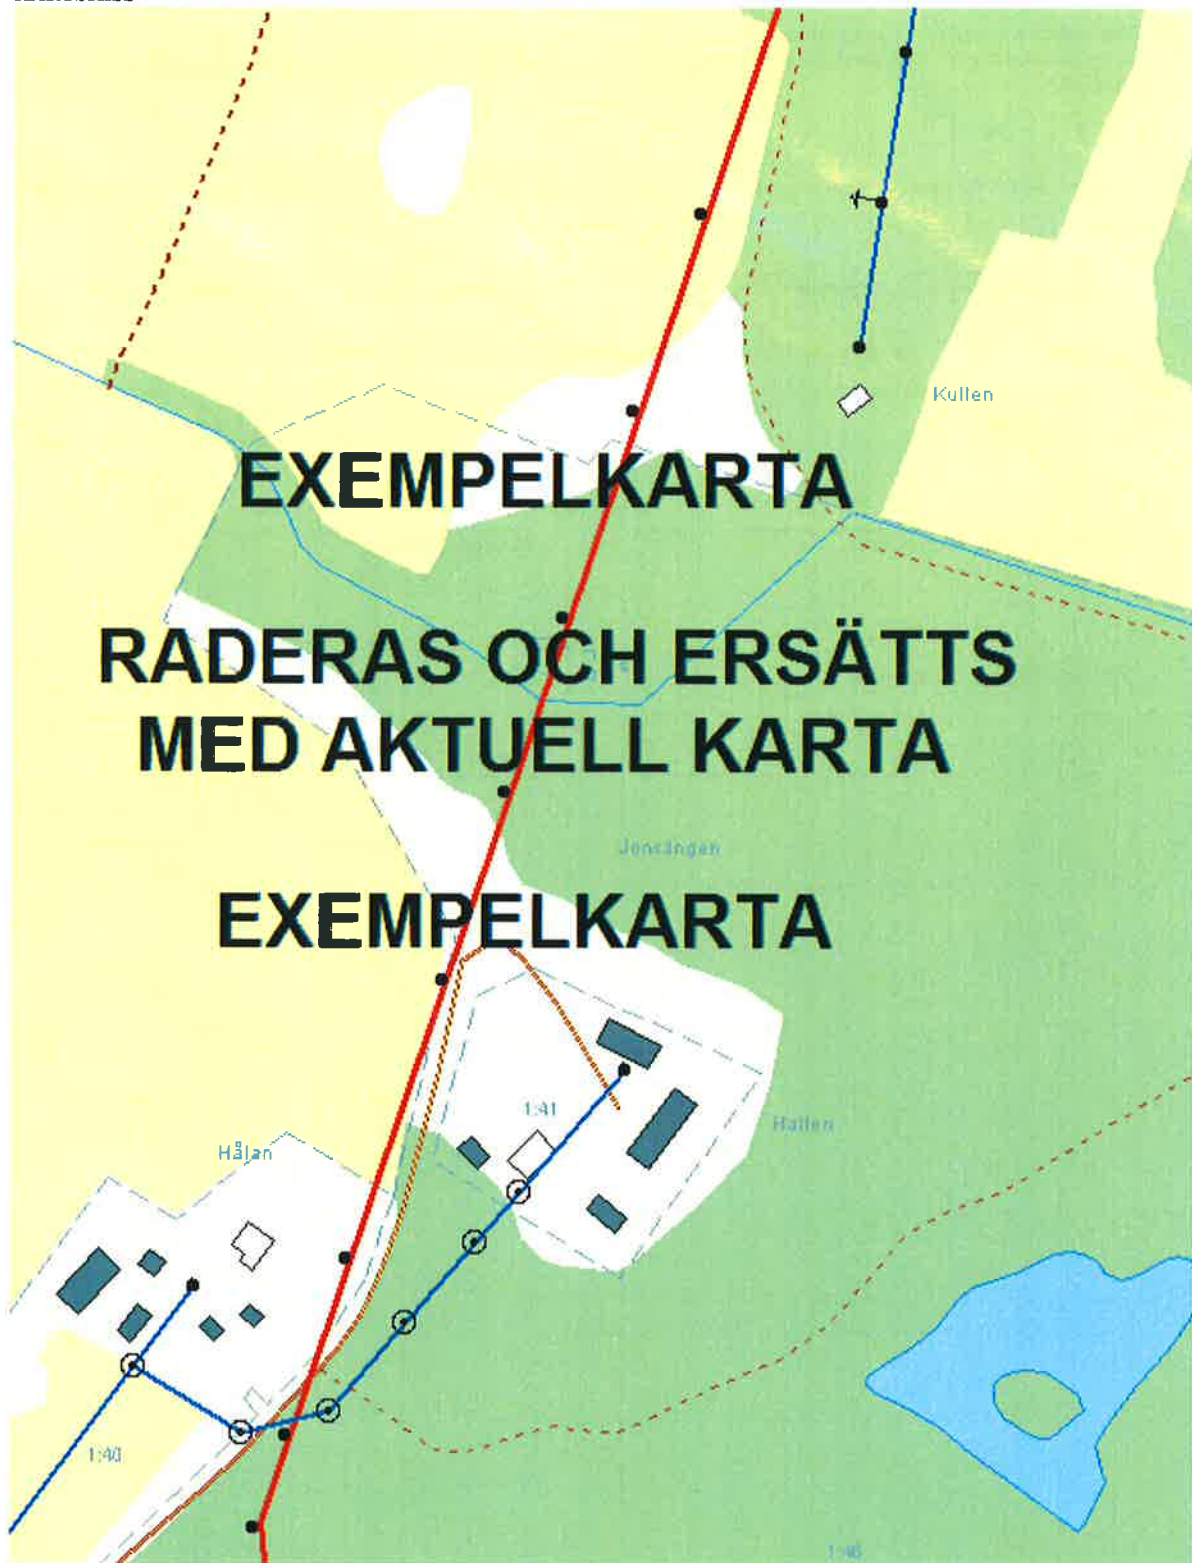 Kullen
EXEMPELKARTA
RADERAS OCH ERSÄTTS
MED AKTUELL KARTA
Jonsängen
EXEMPELKARTA
1:41
Hallen
Hålan
1:40